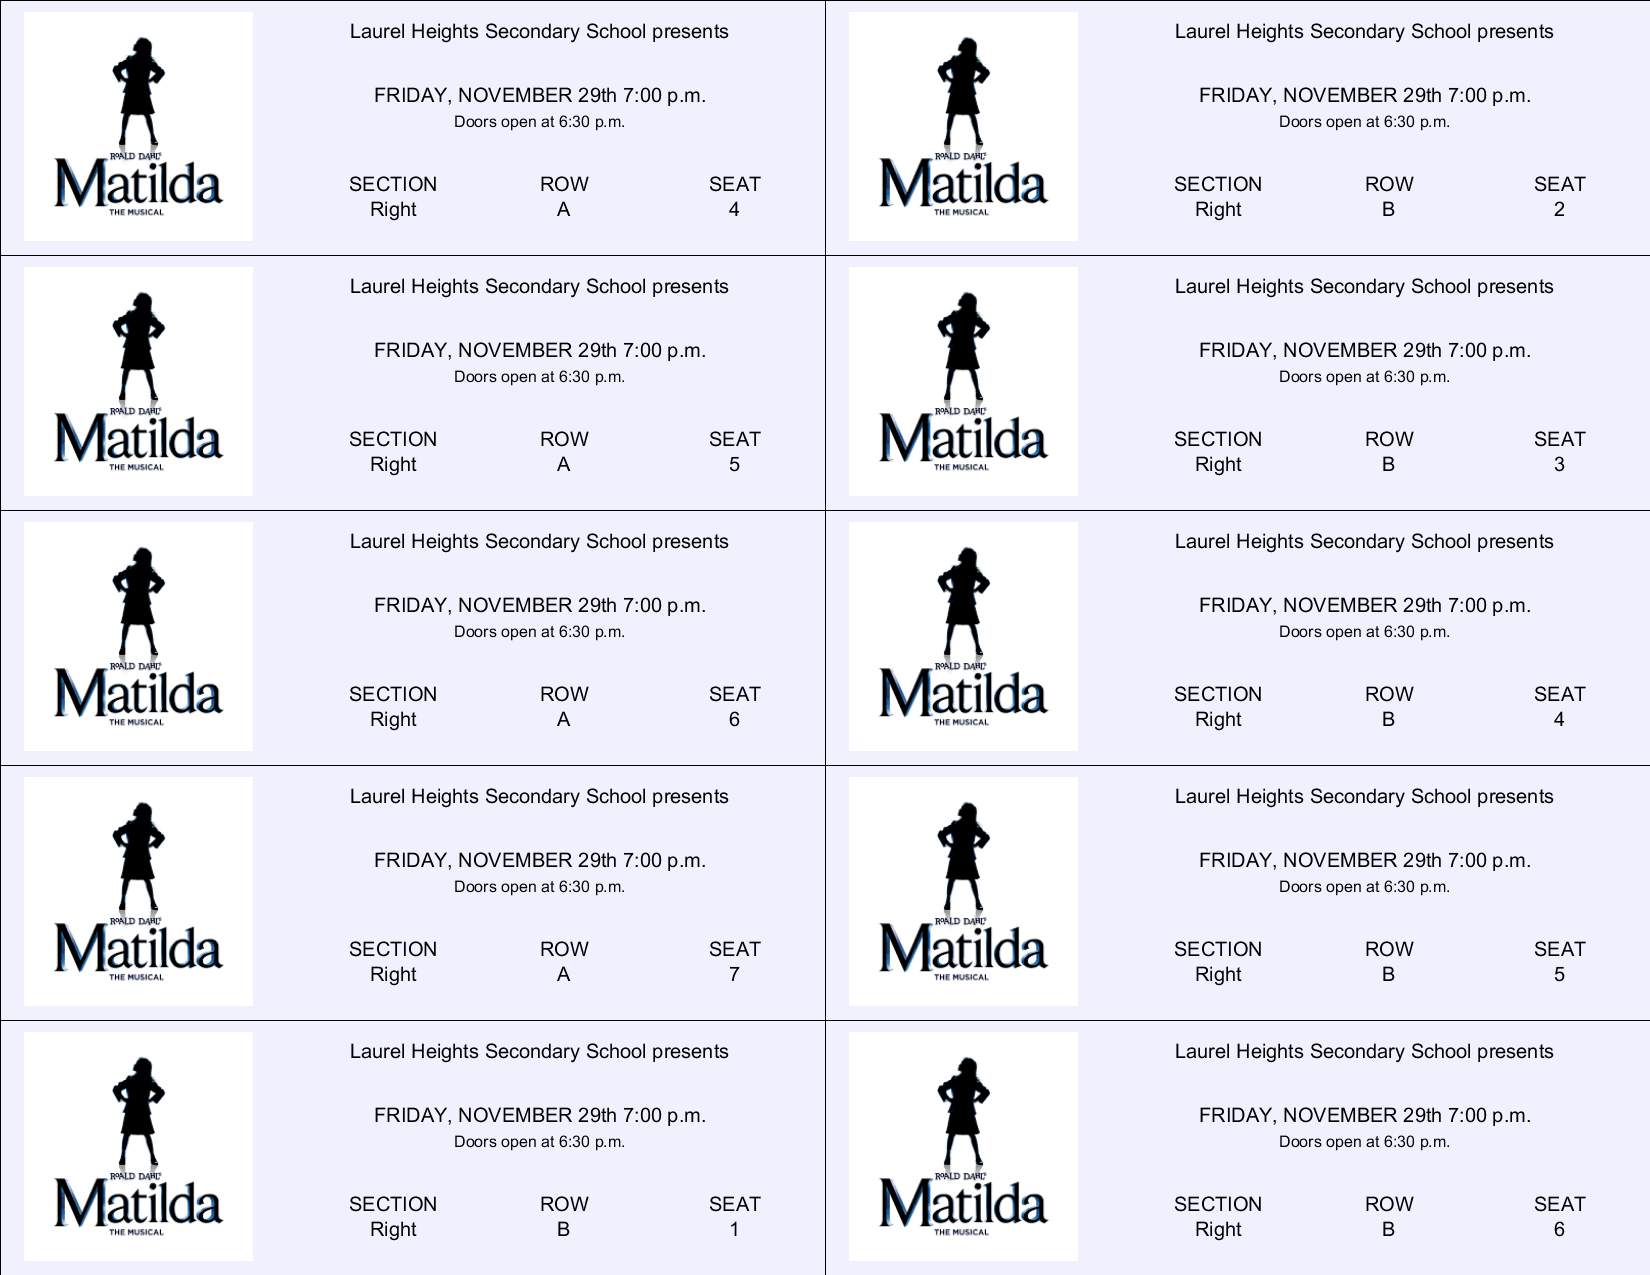 Laurel Heights Secondary School presents
FRIDAY, NOVEMBER 29th 7:00 p.m.
Doors open at 6:30 p.m.
ROALD DAHL'S
Matilda
THE MUSICAL
SECTION ROW SEAT
Right A 4
Laurel Heights Secondary School presents
FRIDAY, NOVEMBER 29th 7:00 p.m.
Doors open at 6:30 p.m.
ROALD DAHL'S
Matilda
THE MUSICAL
SECTION ROW SEAT
Right B 2
Laurel Heights Secondary School presents
FRIDAY, NOVEMBER 29th 7:00 p.m.
Doors open at 6:30 p.m.
ROALD DAHL'S
Matilda
THE MUSICAL
SECTION ROW SEAT
Right A 5
Laurel Heights Secondary School presents
FRIDAY, NOVEMBER 29th 7:00 p.m.
Doors open at 6:30 p.m.
ROALD DAHL'S
Matilda
THE MUSICAL
SECTION ROW SEAT
Right B 3
Laurel Heights Secondary School presents
FRIDAY, NOVEMBER 29th 7:00 p.m.
Doors open at 6:30 p.m.
ROALD DAHL'S
Matilda
THE MUSICAL
SECTION ROW SEAT
Right A 6
Laurel Heights Secondary School presents
FRIDAY, NOVEMBER 29th 7:00 p.m.
Doors open at 6:30 p.m.
ROALD DAHL'S
Matilda
THE MUSICAL
SECTION ROW SEAT
Right B 4
Laurel Heights Secondary School presents
FRIDAY, NOVEMBER 29th 7:00 p.m.
Doors open at 6:30 p.m.
ROALD DAHL'S
Matilda
THE MUSICAL
SECTION ROW SEAT
Right A 7
Laurel Heights Secondary School presents
FRIDAY, NOVEMBER 29th 7:00 p.m.
Doors open at 6:30 p.m.
ROALD DAHL'S
Matilda
THE MUSICAL
SECTION ROW SEAT
Right B 5
Laurel Heights Secondary School presents
FRIDAY, NOVEMBER 29th 7:00 p.m.
Doors open at 6:30 p.m.
ROALD DAHL'S
Matilda
THE MUSICAL
SECTION ROW SEAT
Right B 1
Laurel Heights Secondary School presents
FRIDAY, NOVEMBER 29th 7:00 p.m.
Doors open at 6:30 p.m.
ROALD DAHL'S
Matilda
THE MUSICAL
SECTION ROW SEAT
Right B 6